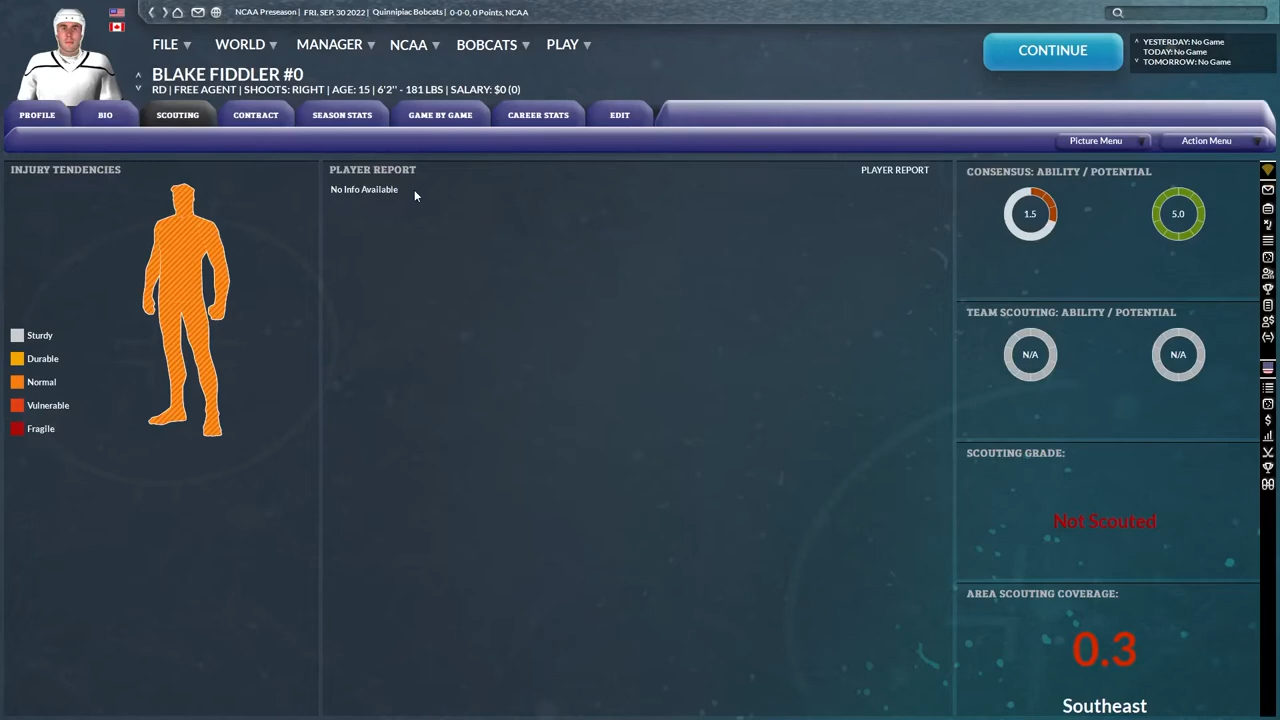 NCAA Preseason | FRI. SEP. 30 2022 | Quinnipiac Bobcats | 0-0-0, 0 Points, NCAA
FILE WORLD MANAGER NCAA BOBCATS PLAY
CONTINUE
YESTERDAY: No Game
TODAY: No Game
TOMORROW: No Game
BLAKE FIDDLER #0
RD | FREE AGENT | SHOOTS: RIGHT | AGE: 15 | 6'2" - 181 LBS | SALARY: $0 (0)
PROFILE BIO SCOUTING CONTRACT SEASON STATS GAME BY GAME CAREER STATS EDIT
Picture Menu Action Menu
INJURY TENDENCIES
Sturdy
Durable
Normal
Vulnerable
Fragile
PLAYER REPORT PLAYER REPORT
No Info Available
CONSENSUS: ABILITY / POTENTIAL
1.5 5.0
TEAM SCOUTING: ABILITY / POTENTIAL
N/A N/A
SCOUTING GRADE:
Not Scouted
AREA SCOUTING COVERAGE:
0.3
Southeast